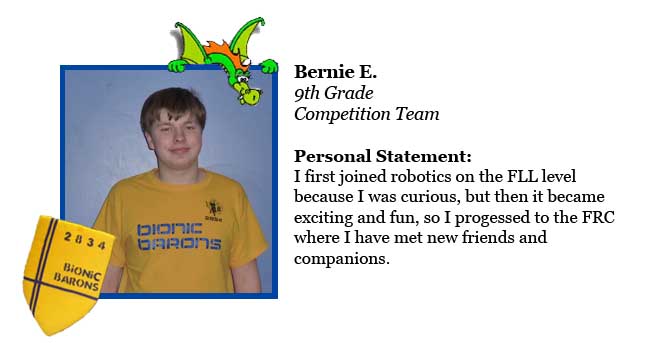 Bernie E.
9th Grade
Competition Team
Personal Statement:
I first joined robotics on the FLL level
because I was curious, but then it became
exciting and fun, so I progessed to the FRC
where I have met new friends and
companions.
2834
BiONiC
BARONS
2834
biONiC
bARONS